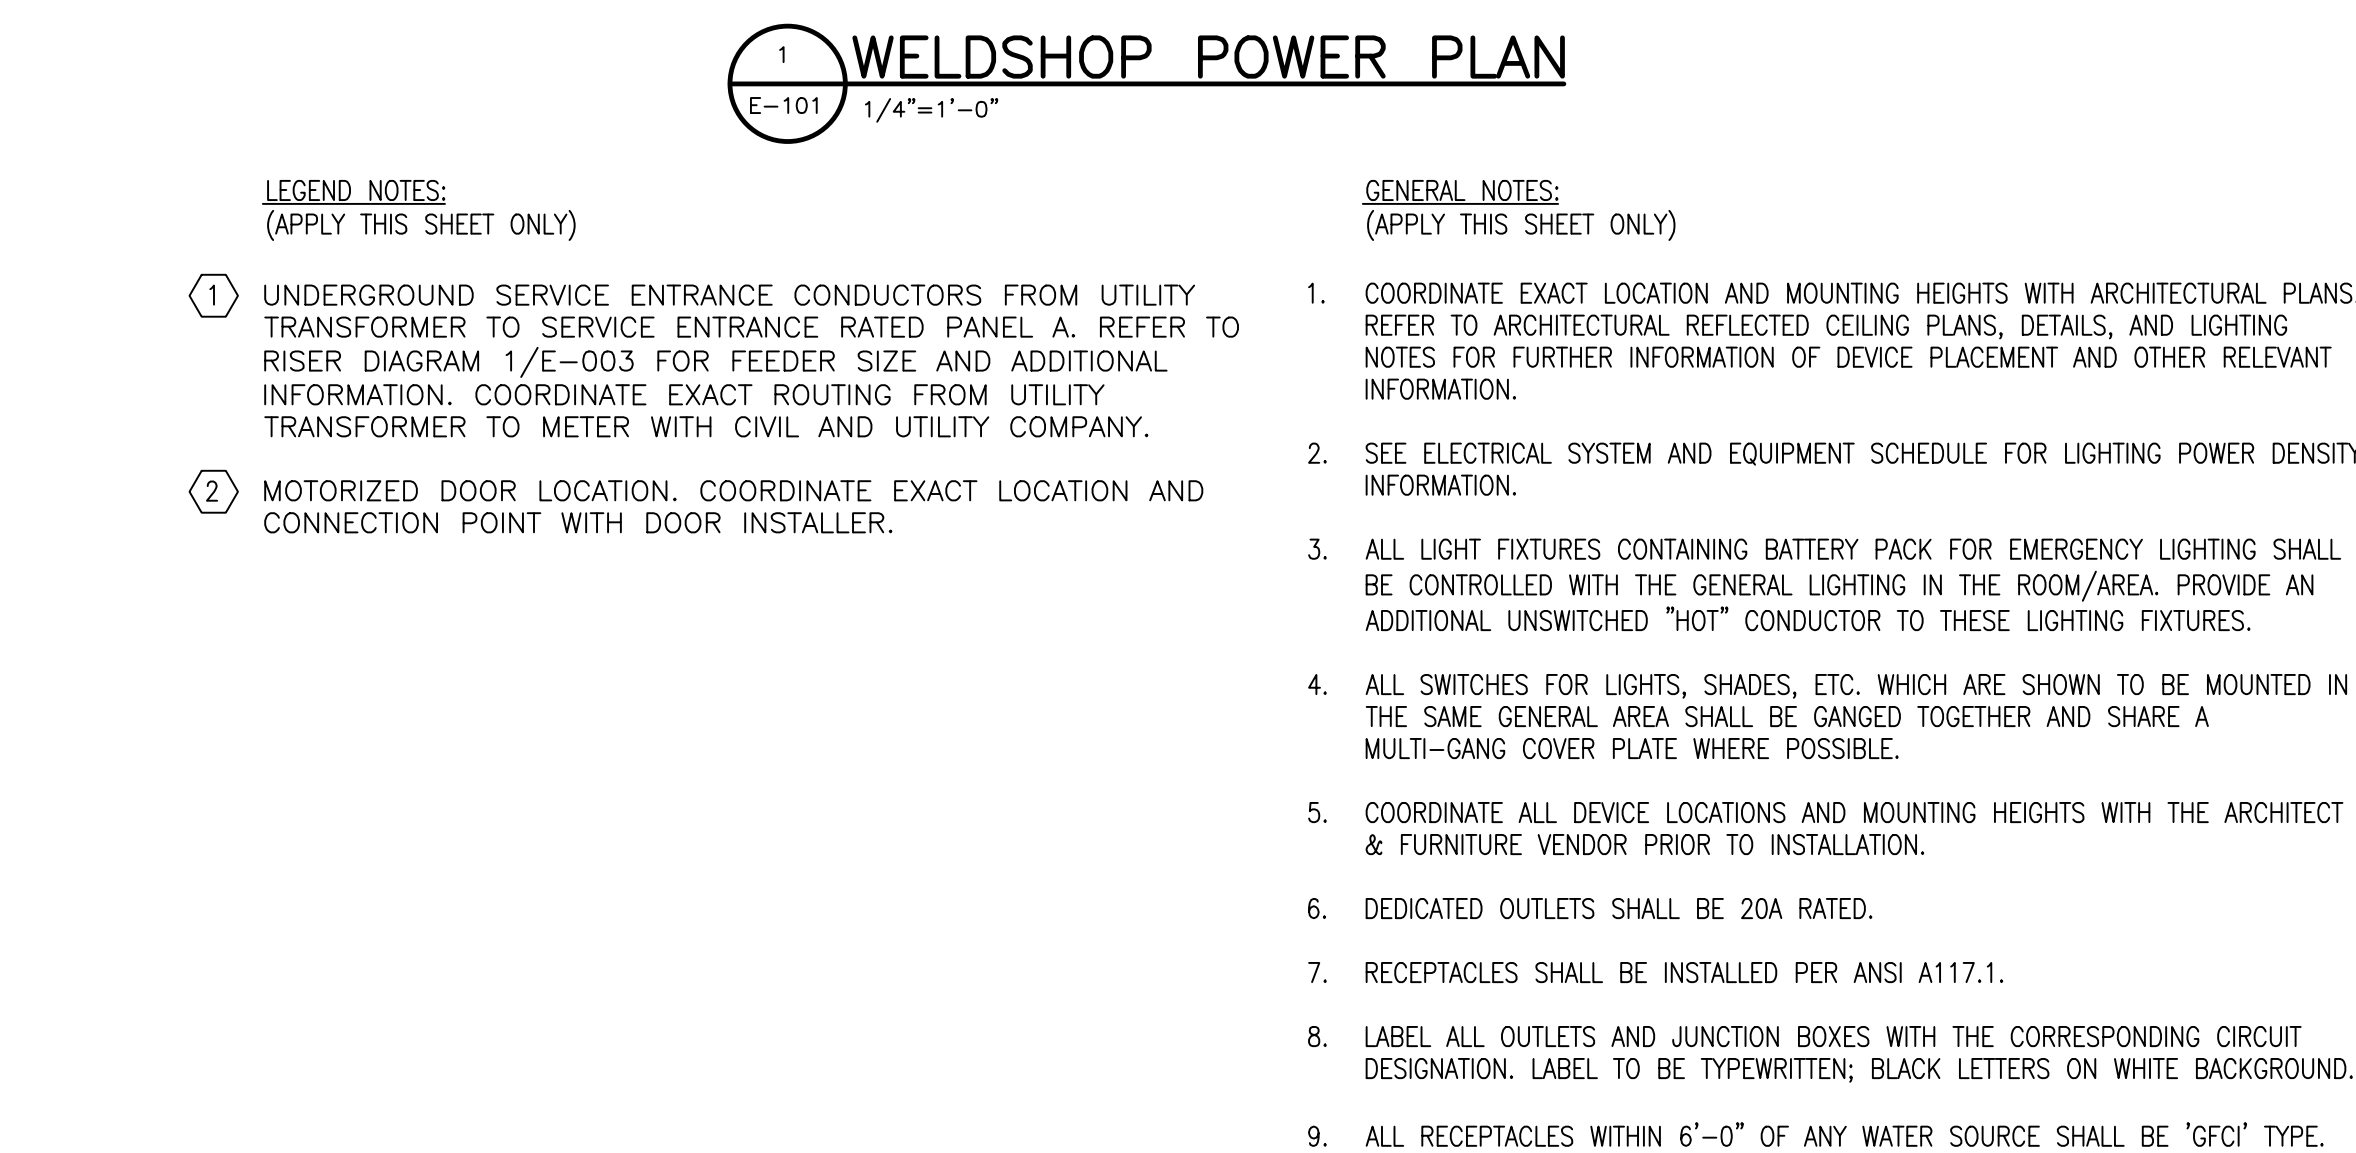 1
WELDSHOP POWER PLAN
E-101
1/4"=1'-0"
LEGEND NOTES:
(APPLY THIS SHEET ONLY)
1 UNDERGROUND SERVICE ENTRANCE CONDUCTORS FROM UTILITY
TRANSFORMER TO SERVICE ENTRANCE RATED PANEL A. REFER TO
RISER DIAGRAM 1/E-003 FOR FEEDER SIZE AND ADDITIONAL
INFORMATION. COORDINATE EXACT ROUTING FROM UTILITY
TRANSFORMER TO METER WITH CIVIL AND UTILITY COMPANY.
2 MOTORIZED DOOR LOCATION. COORDINATE EXACT LOCATION AND
CONNECTION POINT WITH DOOR INSTALLER.
GENERAL NOTES:
(APPLY THIS SHEET ONLY)
1. COORDINATE EXACT LOCATION AND MOUNTING HEIGHTS WITH ARCHITECTURAL PLANS.
REFER TO ARCHITECTURAL REFLECTED CEILING PLANS, DETAILS, AND LIGHTING
NOTES FOR FURTHER INFORMATION OF DEVICE PLACEMENT AND OTHER RELEVANT
INFORMATION.
2. SEE ELECTRICAL SYSTEM AND EQUIPMENT SCHEDULE FOR LIGHTING POWER DENSITY
INFORMATION.
3. ALL LIGHT FIXTURES CONTAINING BATTERY PACK FOR EMERGENCY LIGHTING SHALL
BE CONTROLLED WITH THE GENERAL LIGHTING IN THE ROOM/AREA. PROVIDE AN
ADDITIONAL UNSWITCHED "HOT" CONDUCTOR TO THESE LIGHTING FIXTURES.
4. ALL SWITCHES FOR LIGHTS, SHADES, ETC. WHICH ARE SHOWN TO BE MOUNTED IN
THE SAME GENERAL AREA SHALL BE GANGED TOGETHER AND SHARE A
MULTI-GANG COVER PLATE WHERE POSSIBLE.
5. COORDINATE ALL DEVICE LOCATIONS AND MOUNTING HEIGHTS WITH THE ARCHITECT
& FURNITURE VENDOR PRIOR TO INSTALLATION.
6. DEDICATED OUTLETS SHALL BE 20A RATED.
7. RECEPTACLES SHALL BE INSTALLED PER ANSI A117.1.
8. LABEL ALL OUTLETS AND JUNCTION BOXES WITH THE CORRESPONDING CIRCUIT
DESIGNATION. LABEL TO BE TYPEWRITTEN; BLACK LETTERS ON WHITE BACKGROUND.
9. ALL RECEPTACLES WITHIN 6'-0" OF ANY WATER SOURCE SHALL BE 'GFCI' TYPE.